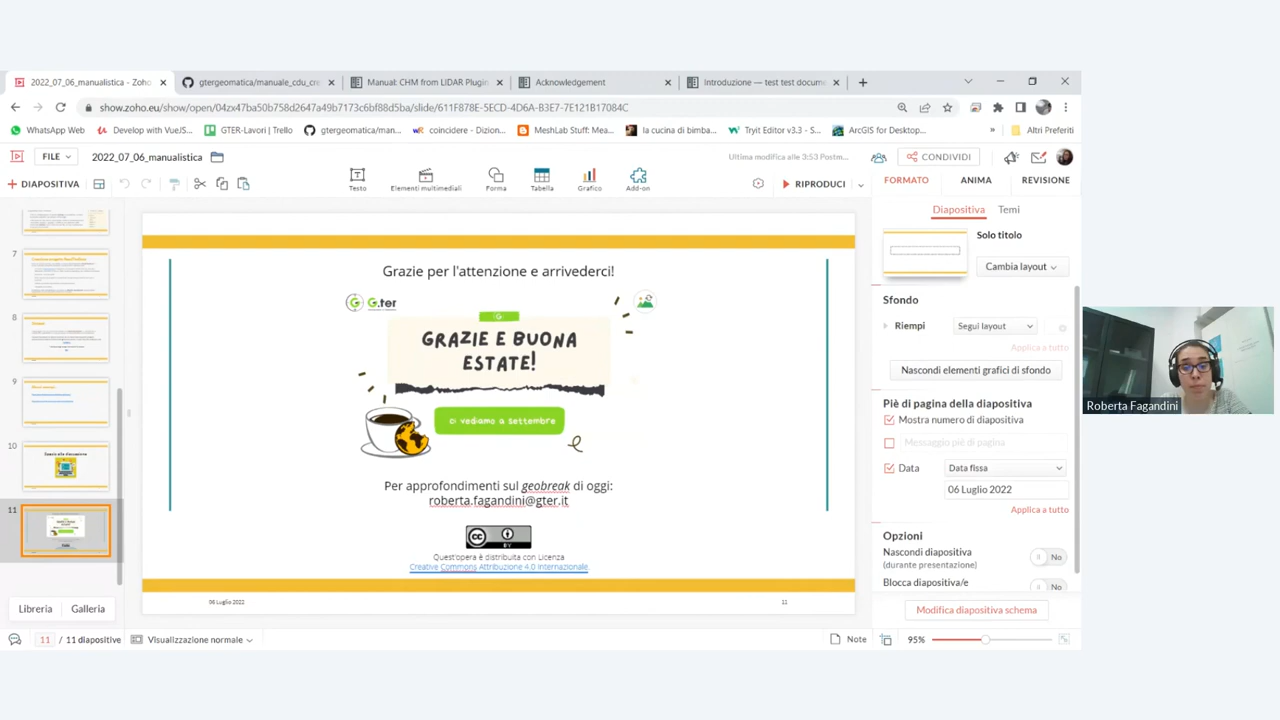 2022_07_06_manualistica - Zoho
gtergeomatica/manuale_cdu_cre
Manual: CHM from LIDAR Plugin
Acknowledgement
Introduzione — test test docume
show.zoho.eu/show/open/04zx47ba50b758d2647a49b7173c6bf88d5ba/slide/611F878E-5ECD-4D6A-B3E7-7E121B17084C
WhatsApp Web
Develop with VueJS...
GTER-Lavori | Trello
gtergeomatica/man...
coincidere - Dizion...
MeshLab Stuff: Mea...
la cucina di bimba...
Tryit Editor v3.3 - S...
ArcGIS for Desktop...
»
Altri Preferiti
FILE
2022_07_06_manualistica
Ultima modifica alle 3:53 Postm...
CONDIVIDI
+ DIAPOSITIVA
Testo
Elementi multimediali
Forma
Tabella
Grafico
Add-on
RIPRODUCI
FORMATO
ANIMA
REVISIONE
7
8
9
10
11
Grazie per l'attenzione e arrivederci!
G.ter
GRAZIE E BUONA
ESTATE!
ci vediamo a settembre
Per approfondimenti sul geobreak di oggi:
roberta.fagandini@gter.it
CC BY
Quest'opera è distribuita con Licenza
Creative Commons Attribuzione 4.0 Internazionale.
06 Luglio 2022
11
Diapositiva
Temi
Solo titolo
Cambia layout
Sfondo
Riempi
Segui layout
Applica a tutto
Nascondi elementi grafici di sfondo
Piè di pagina della diapositiva
Mostra numero di diapositiva
Messaggio piè di pagina
Data
Data fissa
06 Luglio 2022
Applica a tutto
Opzioni
Nascondi diapositiva
(durante presentazione)
No
Blocca diapositiva/e
No
Modifica diapositiva schema
Libreria
Galleria
11 / 11 diapositive
Visualizzazione normale
Note
95%
Roberta Fagandini